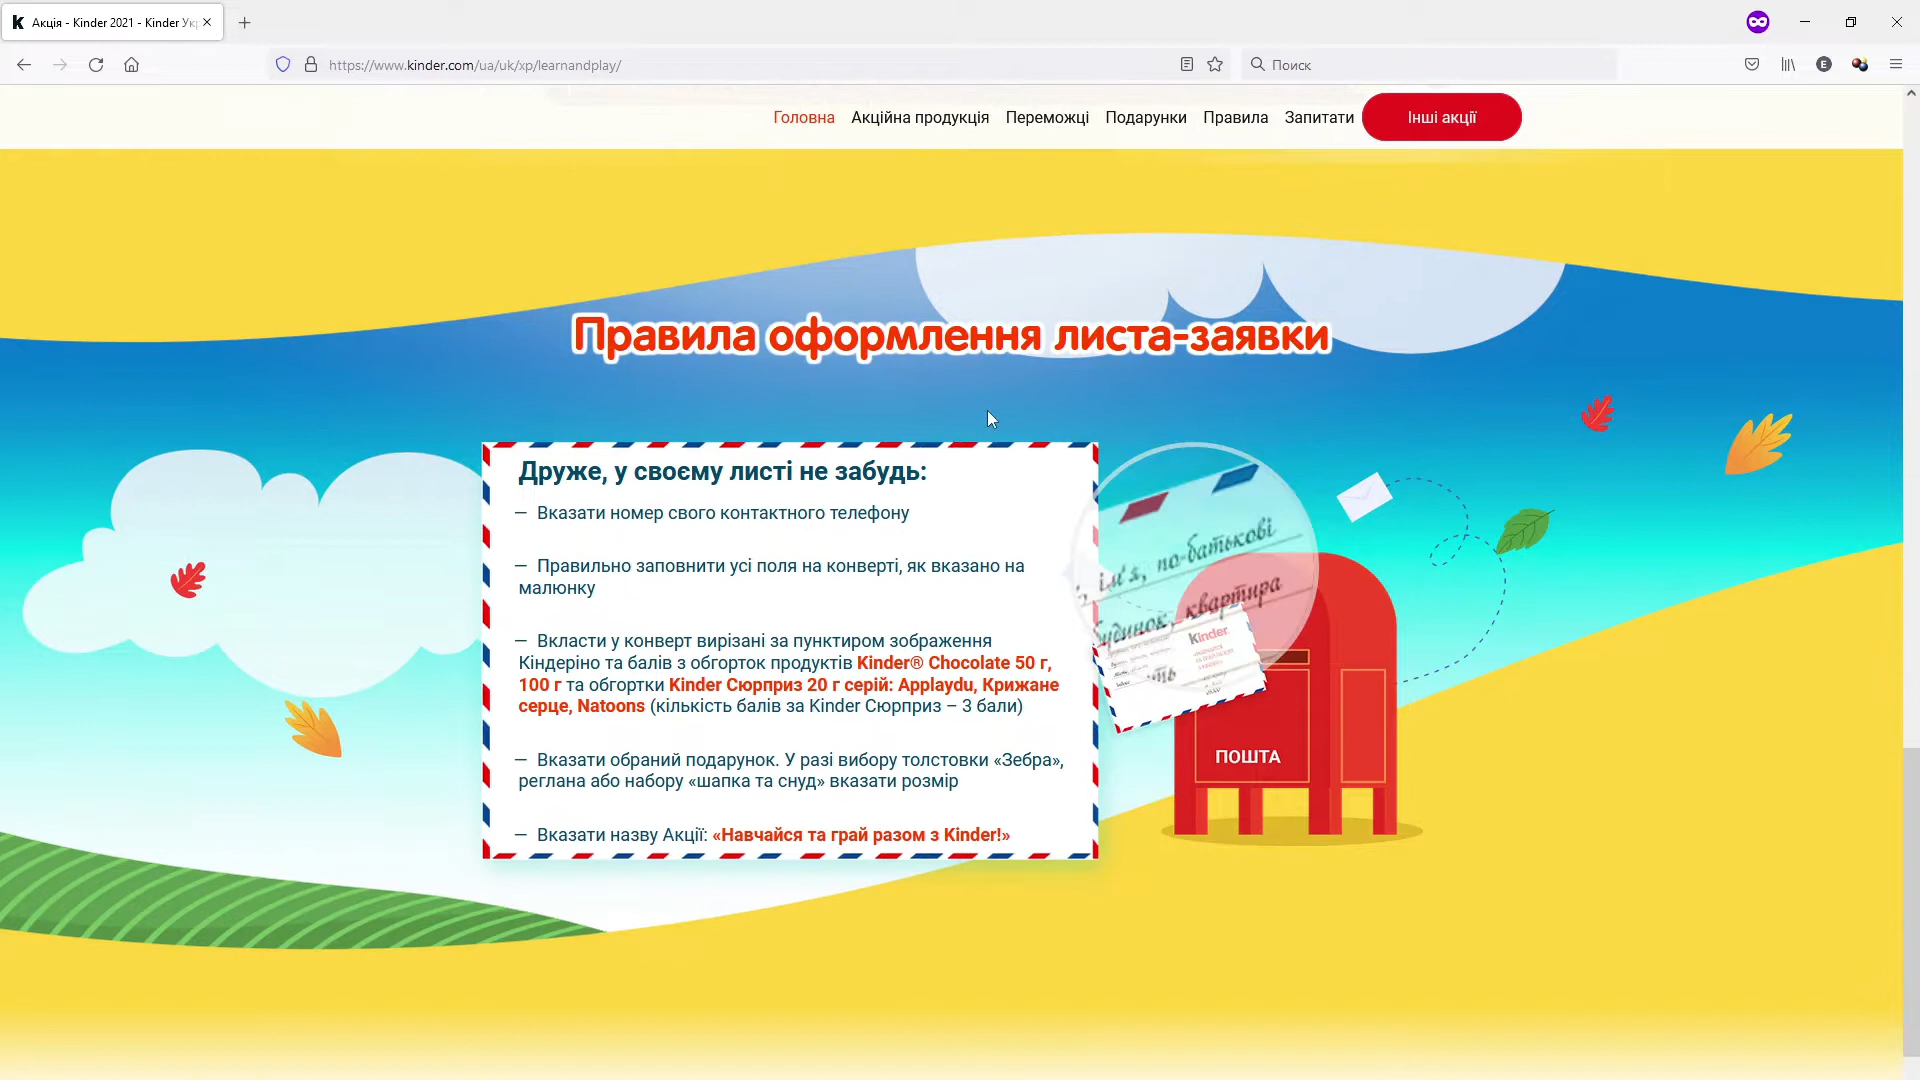 Акція - Kinder 2021 - Kinder Ук
https://www.kinder.com/ua/uk/xp/learnandplay/
Поиск
Головна Акційна продукція Переможці Подарунки Правила Запитати Інші акції
Правила оформлення листа-заявки
Друже, у своєму листі не забудь:
— Вказати номер свого контактного телефону
— Правильно заповнити усі поля на конверті, як вказано на
малюнку
— Вкласти у конверт вирізані за пунктиром зображення
Кіндеріно та балів з обгорток продуктів Kinder® Chocolate 50 г,
100 г та обгортки Kinder Сюрприз 20 г серій: Applaydu, Крижане
серце, Natoons (кількість балів за Kinder Сюрприз – 3 бали)
— Вказати обраний подарунок. У разі вибору толстовки «Зебра»,
реглана або набору «шапка та снуд» вказати розмір
— Вказати назву Акції: «Навчайся та грай разом з Kinder!»
, ім'я, по-батькові
будинок, квартира
Kinder
ПОШТА